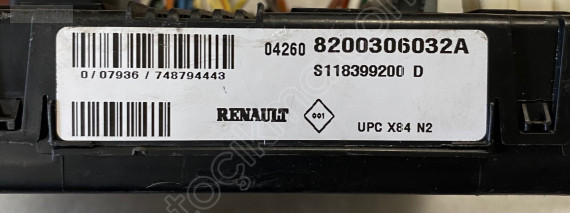 04260 8200306032A
S118399200 D
0/07936/748794443
RENAULT
001
UPC X84 N2